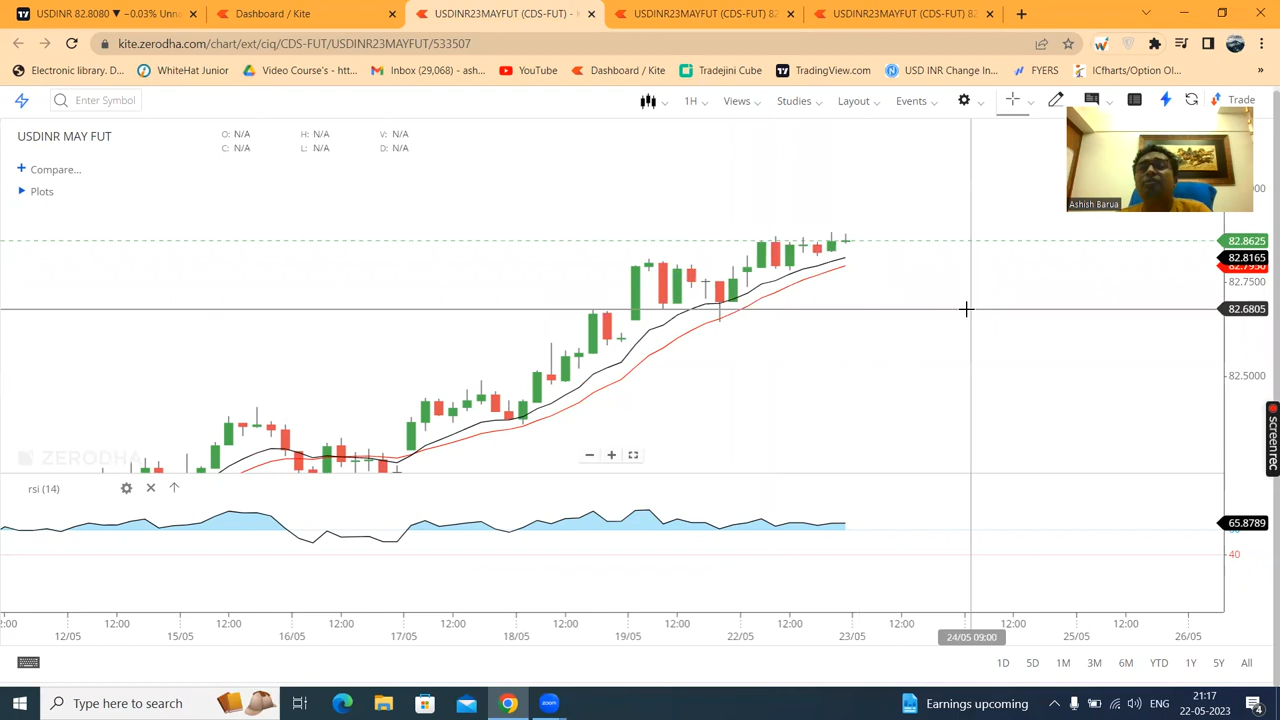 USDINR 82.8080 ▼ −0.03% Unn
Dashboard / Kite
USDINR23MAYFUT (CDS-FUT) -
USDINR23MAYFUT (CDS-FUT) 82
USDINR23MAYFUT (CDS-FUT) 82
kite.zerodha.com/chart/ext/ciq/CDS-FUT/USDINR23MAYFUT/533507
Electronic library. D...
WhiteHat Junior
Video Course's - htt...
Inbox (29,068) - ash...
YouTube
Dashboard / Kite
Tradejini Cube
TradingView.com
USD INR Change In...
FYERS
ICfharts/Option OI...
»
Enter Symbol
1H
Views
Studies
Layout
Events
Trade
USDINR MAY FUT
O: N/A
H: N/A
V: N/A
C: N/A
L: N/A
D: N/A
Compare...
Plots
Ashish Barua
82.8625
82.8165
82.7950
82.7500
82.6805
82.5000
ZERODHA
rsi (14)
65.8789
40
12:00
12:00
12:00
12:00
12:00
12:00
12:00
12:00
12:00
12:00
12/05
15/05
16/05
17/05
18/05
19/05
22/05
23/05
24/05 09:00
25/05
26/05
1D
5D
1M
3M
6M
YTD
1Y
5Y
All
screenrec
Type here to search
zoom
Earnings upcoming
ENG
21:17
22-05-2023
4